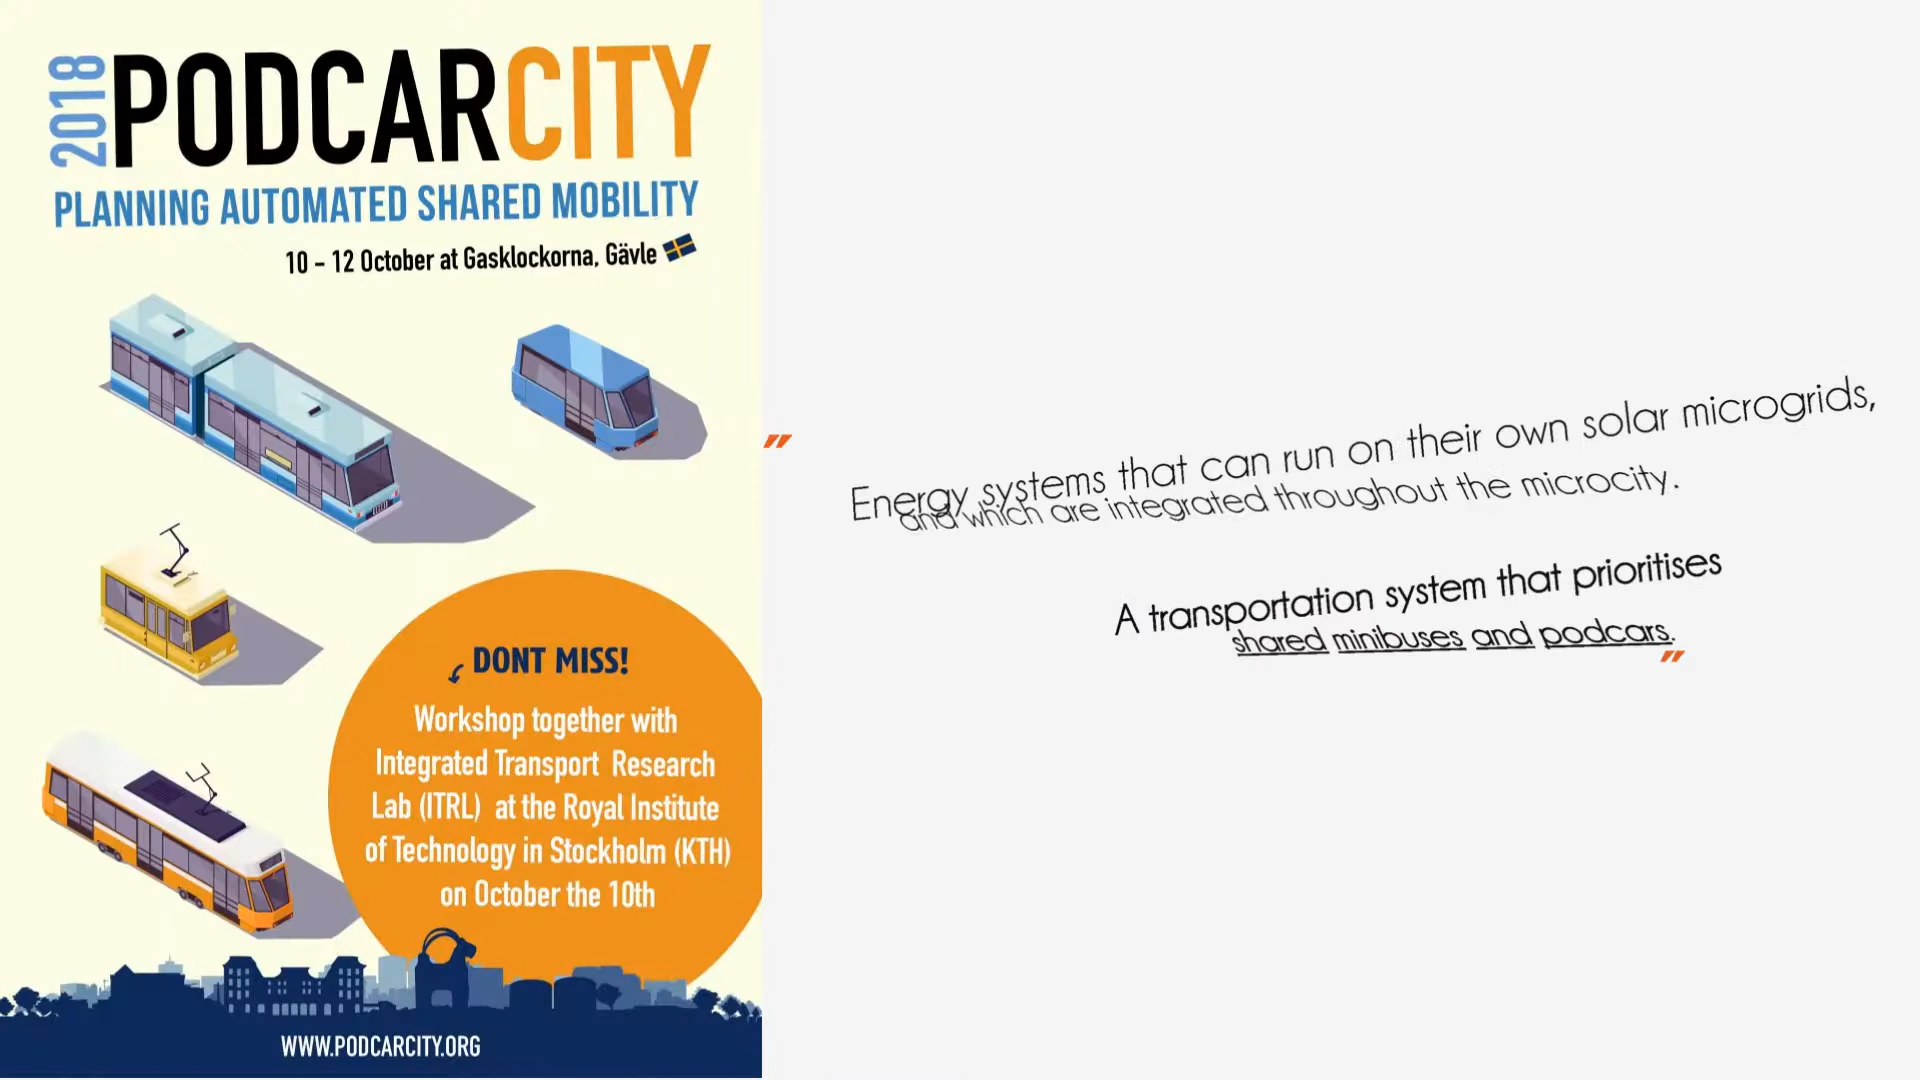 2018 PODCARCITY
PLANNING AUTOMATED SHARED MOBILITY
10 – 12 October at Gasklockorna, Gävle
DONT MISS!
Workshop together with
Integrated Transport Research
Lab (ITRL) at the Royal Institute
of Technology in Stockholm (KTH)
on October the 10th
WWW.PODCARCITY.ORG
"
Energy systems that can run on their own solar microgrids,
and which are integrated throughout the microcity.
A transportation system that prioritises
shared minibuses and podcars.
"